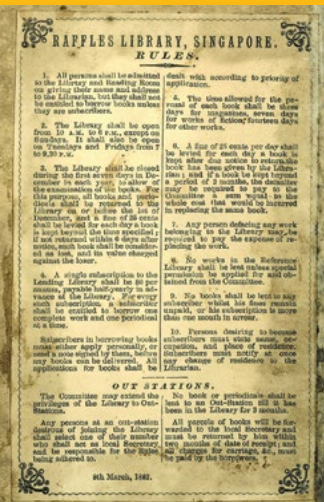 RAFFLES LIBRARY, SINGAPORE.
RULES.
1. All persons shall be admitted
to the Library and Reading Room
on giving their name and address
to the Librarian, but they shall not
be entitled to borrow books unless
they are subscribers.
2. The Library shall be open
from 10 A.M. to 6 P.M., except on
Sundays. It shall also be open
on Tuesdays and Fridays from 7
to 9.30 P.M.
3. The Library shall be closed
during the first seven days in De-
cember in each year, to allow of
the examination of the books. For
this purpose, all books and perio-
dicals shall be returned to the
Library on or before the 1st of
December, and a fine of 25 cents
shall be levied for each day a book
is kept beyond the time specified;
if not returned within 6 days after
notice, such book shall be consider-
ed as lost, and its value charged
against the loser.
4. A single subscription to the
Lending Library shall be $6 per
annum, payable half-yearly in ad-
vance at the Library. For every
such subscription, a subscriber
shall be entitled to borrow one
complete work and one periodical
at a time.
Subscribers in borrowing books
must either apply personally, or
send a note signed by them, before
any books can be delivered. All
applications for books shall be
dealt with according to priority of
application.
5. The time allowed for the pe-
rusal of each book shall be three
days for magazines, seven days
for works of fiction, fourteen days
for other works.
6. A fine of 25 cents per day shall
be levied for each day a book is
kept after due notice to return the
book has been given by the Libra-
rian; and if a book be kept beyond
a period of 3 months, the defaulter
may be required to pay to the
Committee a sum equal to the
whole cost that would be incurred
in replacing the same book.
7. Any person defacing any work
belonging to the Library may be
required to pay the expense of re-
placing the work.
8. No works in the Reference
Library shall be lent unless special
permission be applied for and ob-
tained from the Committee.
9. No books shall be lent to any
subscriber whilst his fines remain
unpaid, or his subscription is more
than one month in arrear.
10. Persons desiring to become
subscribers must state name, oc-
cupation, and place of residence.
Subscribers must notify at once
any change of residence to the
Librarian.
OUT STATIONS.
The Committee may extend the
privileges of the Library to Out-
Stations.
Any persons at an out-station
desirous of joining the Library
shall select one of their number
who shall act as local Secretary,
and be responsible for the Rules
being adhered to.
No book or periodicals shall be
lent to an Out-Station till it has
been in the Library for 3 months.
All parcels of books will be for-
warded to the local Secretary and
must be returned by him within
two months of date of receipt; and
all charges for carriage, &c., must
be paid by the borrowers.
8th March, 1887.